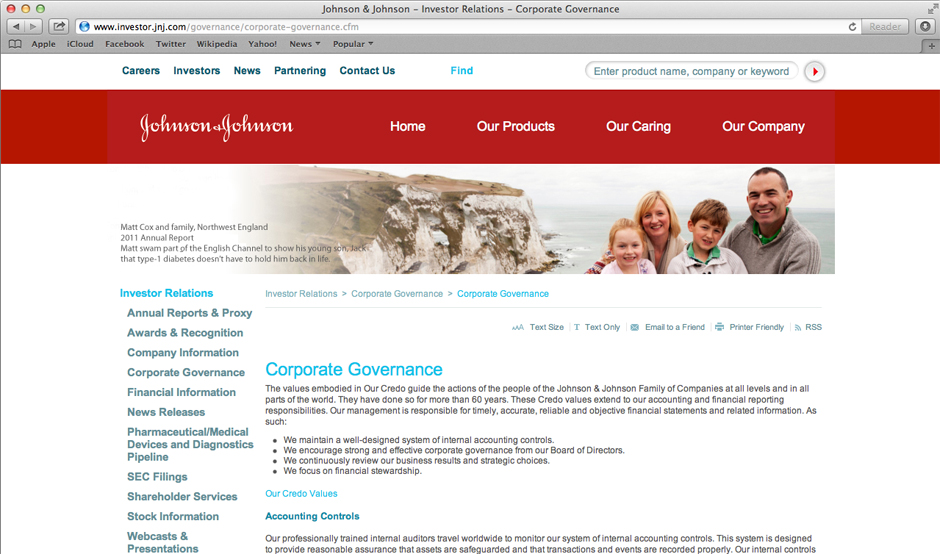 Johnson & Johnson – Investor Relations – Corporate Governance
www.investor.jnj.com/governance/corporate-governance.cfm
Reader
Apple iCloud Facebook Twitter Wikipedia Yahoo! News Popular
Careers Investors News Partnering Contact Us Find Enter product name, company or keyword
Johnson & Johnson Home Our Products Our Caring Our Company
Matt Cox and family, Northwest England
2011 Annual Report
Matt swam part of the English Channel to show his young son, Jack
that type-1 diabetes doesn't have to hold him back in life.
Investor Relations
Annual Reports & Proxy
Awards & Recognition
Company Information
Corporate Governance
Financial Information
News Releases
Pharmaceutical/Medical
Devices and Diagnostics
Pipeline
SEC Filings
Shareholder Services
Stock Information
Webcasts &
Presentations
Investor Relations > Corporate Governance > Corporate Governance
AAA Text Size T Text Only Email to a Friend Printer Friendly RSS
Corporate Governance
The values embodied in Our Credo guide the actions of the people of the Johnson & Johnson Family of Companies at all levels and in all
parts of the world. They have done so for more than 60 years. These Credo values extend to our accounting and financial reporting
responsibilities. Our management is responsible for timely, accurate, reliable and objective financial statements and related information. As
such:
• We maintain a well-designed system of internal accounting controls.
• We encourage strong and effective corporate governance from our Board of Directors.
• We continuously review our business results and strategic choices.
• We focus on financial stewardship.
Our Credo Values
Accounting Controls
Our professionally trained internal auditors travel worldwide to monitor our system of internal accounting controls. This system is designed
to provide reasonable assurance that assets are safeguarded and that transactions and events are recorded properly. Our internal controls